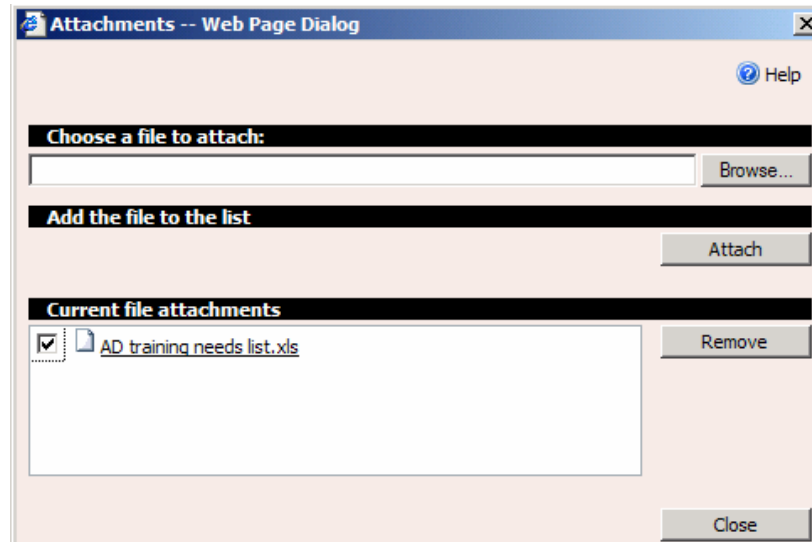 Attachments -- Web Page Dialog
Help
Choose a file to attach:
Browse...
Add the file to the list
Attach
Current file attachments
AD training needs list.xls
Remove
Close